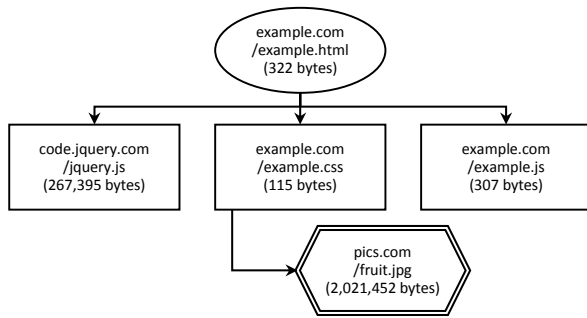 example.com
/example.html
(322 bytes)
code.jquery.com
/jquery.js
(267,395 bytes)
example.com
/example.css
(115 bytes)
example.com
/example.js
(307 bytes)
pics.com
/fruit.jpg
(2,021,452 bytes)